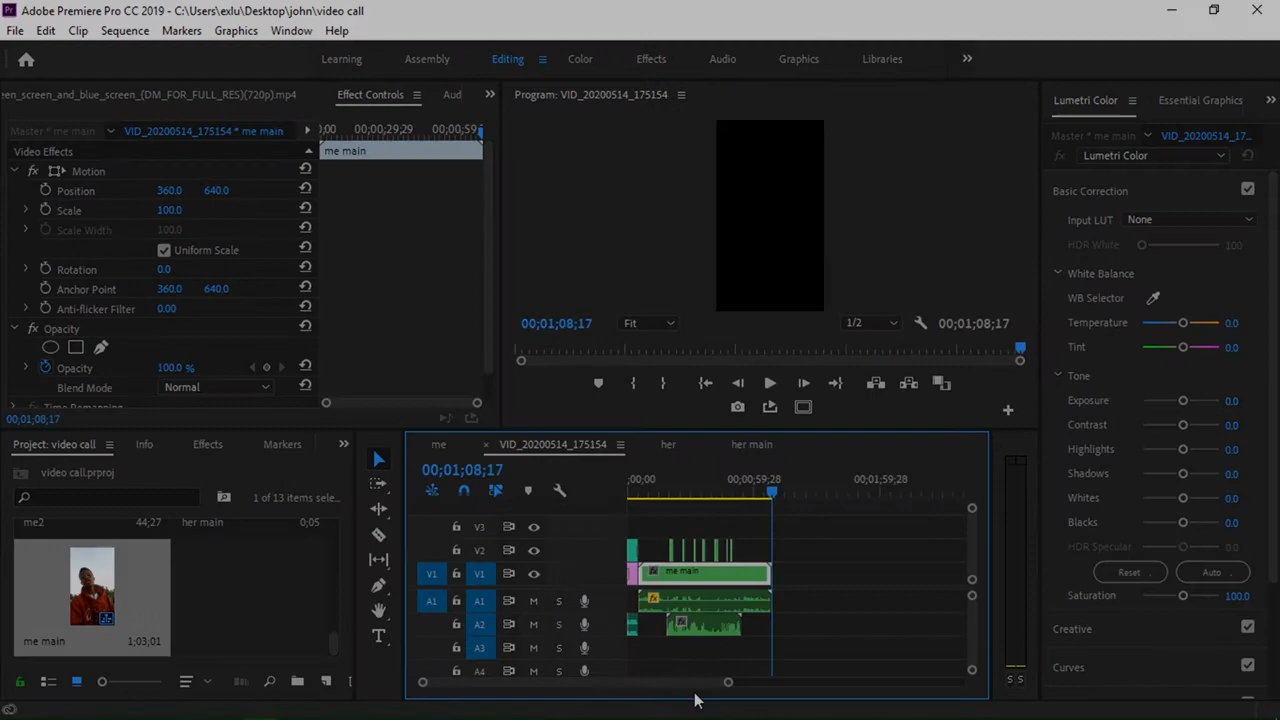 Adobe Premiere Pro CC 2019 - C:\Users\exlu\Desktop\john\video call
File Edit Clip Sequence Markers Graphics Window Help
Learning Assembly Editing Color Effects Audio Graphics Libraries
een_screen_and_blue_screen_(DM_FOR_FULL_RES)(720p).mp4 Effect Controls Aud
Program: VID_20200514_175154
Lumetri Color Essential Graphics
Master * me main VID_20200514_175154 * me main
:00 00;00;29;29 00;00;59;
Master * me main VID_20200514_17...
Video Effects
me main
fx Lumetri Color
fx Motion
Position 360.0 640.0
Scale 100.0
Scale Width 100.0
Uniform Scale
Rotation 0.0
Anchor Point 360.0 640.0
Anti-flicker Filter 0.00
fx Opacity
Opacity 100.0 %
Blend Mode Normal
Time Remapping
00;01;08;17
00;01;08;17 Fit 1/2 00;01;08;17
Basic Correction
Input LUT None
HDR White 100
White Balance
WB Selector
Temperature 0.0
Tint 0.0
Tone
Exposure 0.0
Contrast 0.0
Highlights 0.0
Shadows 0.0
Whites 0.0
Blacks 0.0
HDR Specular 0.0
Reset Auto
Saturation 100.0
Creative
Curves
Project: video call Info Effects Markers
video call.prproj
1 of 13 items sele...
me2 44;27 her main 0;05
me main 1;03;01
me × VID_20200514_175154 her her main
00;01;08;17
;00;00 00;00;59;28 00;01;59;28
V3
V2
V1 V1 me main
A1 A1 M S fx
A2 M S
A3 M S
A4 M S
S S